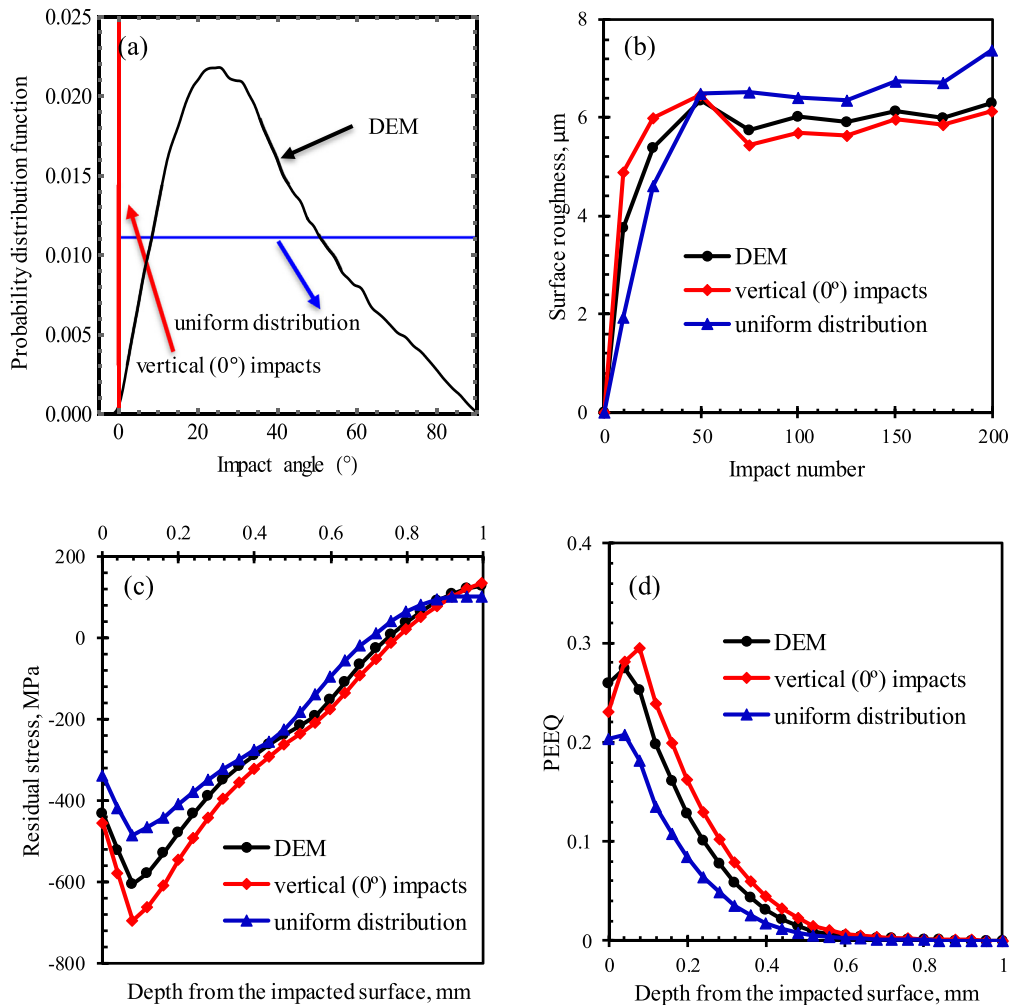 (a)
Probability distribution function
0.025
0.020
0.015
0.010
0.005
0.000
DEM
uniform distribution
vertical (0°) impacts
0
20
40
60
80
Impact angle (°)
(b)
Surface roughness, μm
8
6
4
2
0
DEM
vertical (0º) impacts
uniform distribution
0
50
100
150
200
Impact number
(c)
0
0.2
0.4
0.6
0.8
1
Residual stress, MPa
200
0
-200
-400
-600
-800
DEM
vertical (0º) impacts
uniform distribution
Depth from the impacted surface, mm
(d)
PEEQ
0.4
0.3
0.2
0.1
0
DEM
vertical (0º) impacts
uniform distribution
0
0.2
0.4
0.6
0.8
1
Depth from the impacted surface, mm